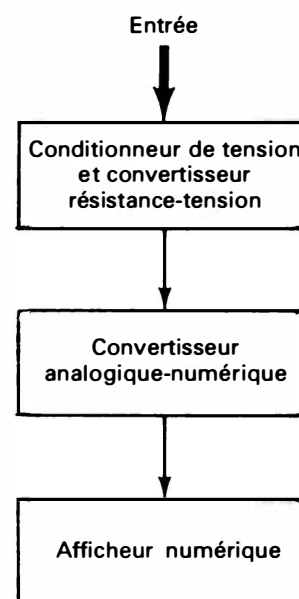 Entrée
Conditionneur de tension
et convertisseur
résistance-tension
Convertisseur
analogique-numérique
Afficheur numérique